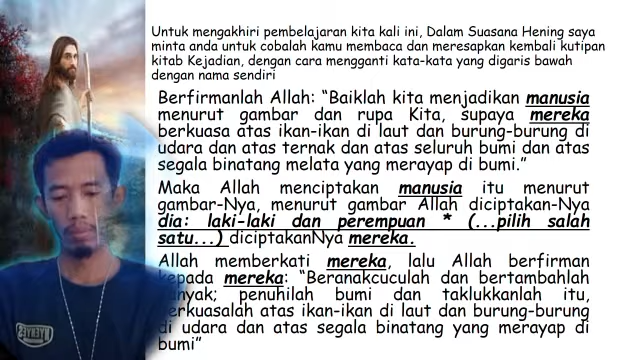 Untuk mengakhiri pembelajaran kita kali ini, Dalam Suasana Hening saya
minta anda untuk cobalah kamu membaca dan meresapkan kembali kutipan
kitab Kejadian, dengan cara mengganti kata-kata yang digaris bawah
dengan nama sendiri
Berfirmanlah Allah: “Baiklah kita menjadikan manusia
menurut gambar dan rupa Kita, supaya mereka
berkuasa atas ikan-ikan di laut dan burung-burung di
udara dan atas ternak dan atas seluruh bumi dan atas
segala binatang melata yang merayap di bumi.”
Maka Allah menciptakan manusia itu menurut
gambar-Nya, menurut gambar Allah diciptakan-Nya
dia: laki-laki dan perempuan * (...pilih salah
satu...) diciptakanNya mereka.
Allah memberkati mereka, lalu Allah berfirman
kepada mereka: “Beranakcuculah dan bertambahlah
penuhilah bumi dan taklukkanlah itu,
atas ikan-ikan di laut dan burung-burung
di udara dan atas segala binatang yang merayap di
bumi”